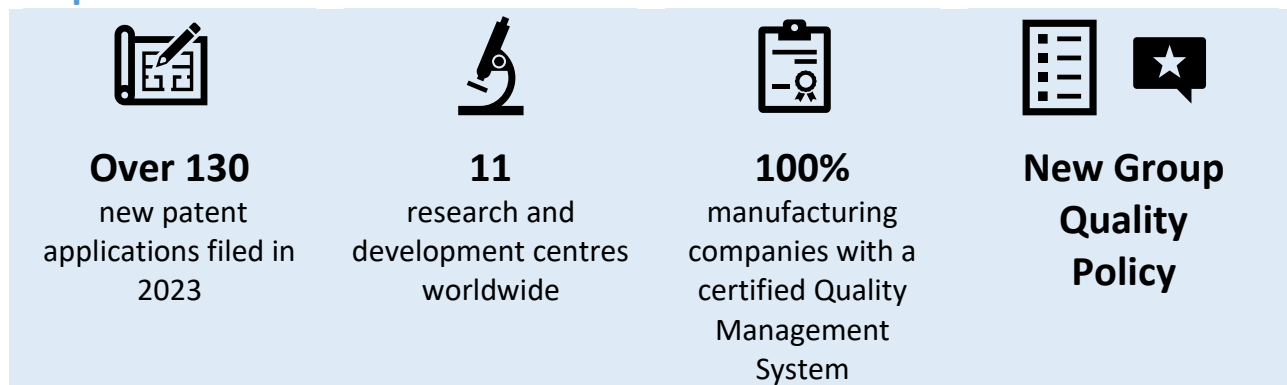 Over 130
new patent
applications filed in
2023
11
research and
development centres
worldwide
100%
manufacturing
companies with a
certified Quality
Management
System
New Group
Quality
Policy